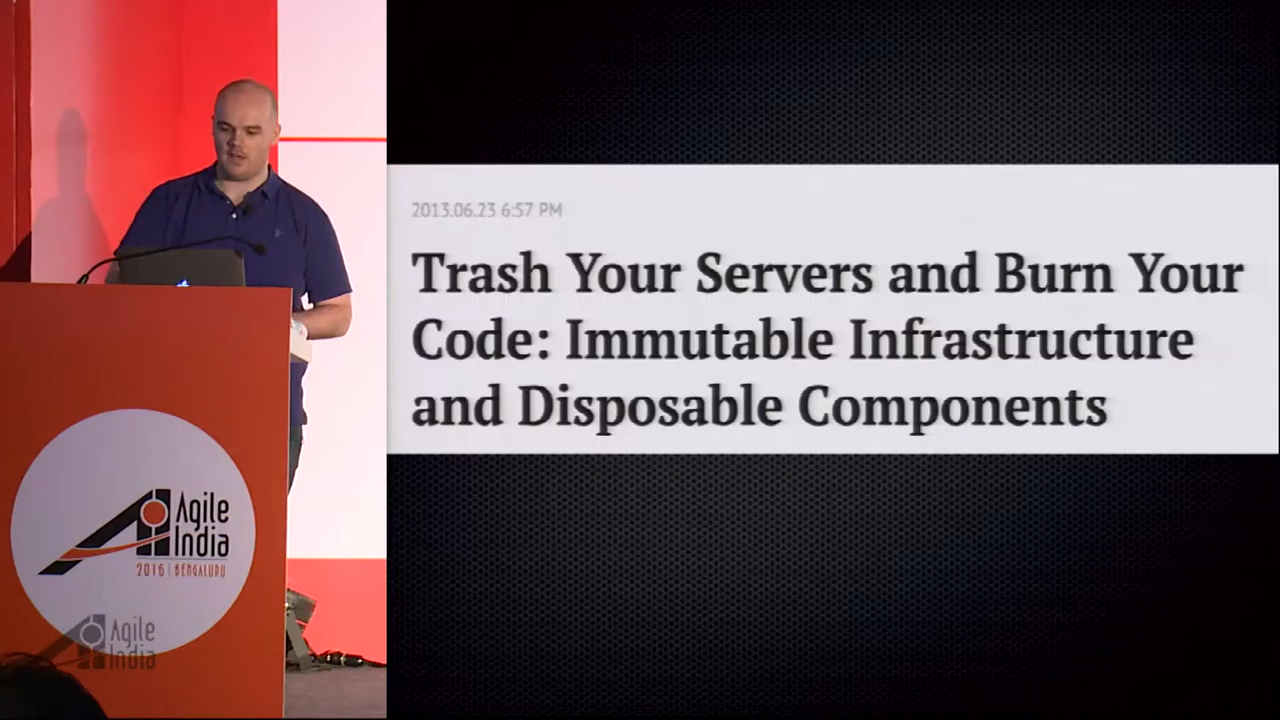 2013.06.23 6:57 PM
Trash Your Servers and Burn Your
Code: Immutable Infrastructure
and Disposable Components
Agile
India
2016 | BENGALURU
Agile
India